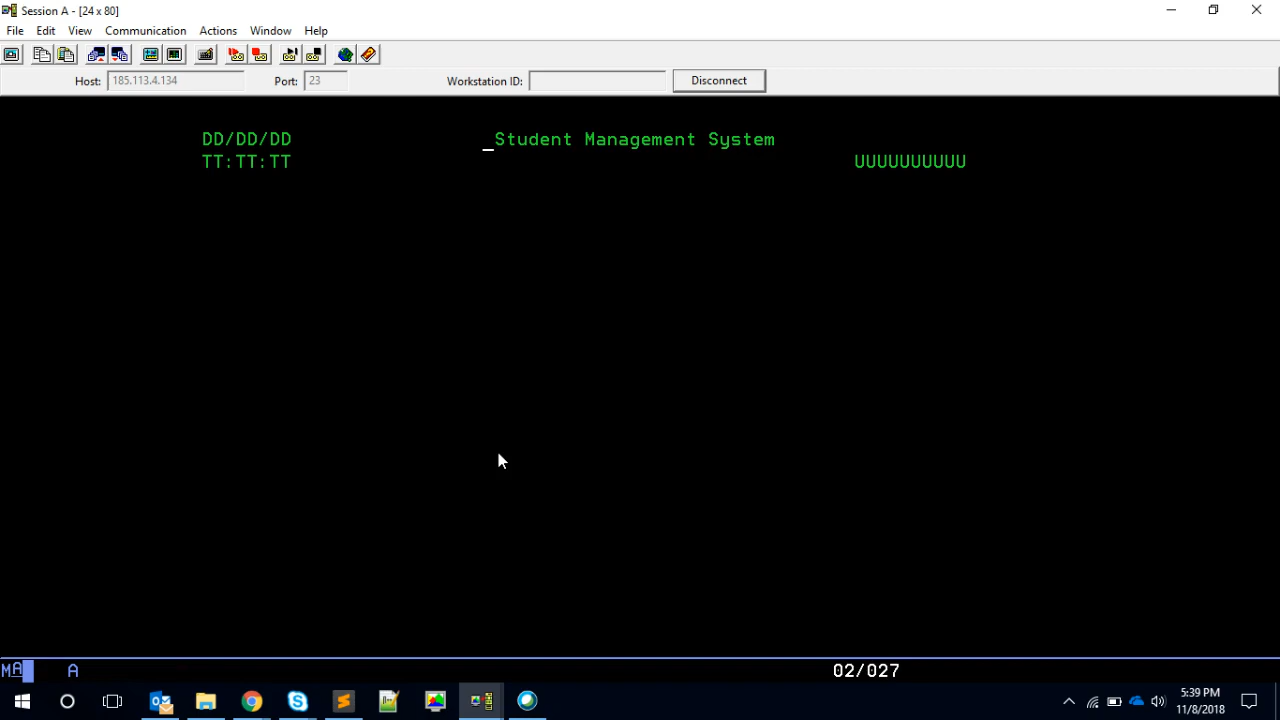 Session A - [24 x 80]
File Edit View Communication Actions Window Help
Host: 185.113.4.134 Port: 23 Workstation ID: Disconnect
DD/DD/DD _Student Management System
TT:TT:TT UUUUUUUUUU
MA A 02/027
5:39 PM
11/8/2018